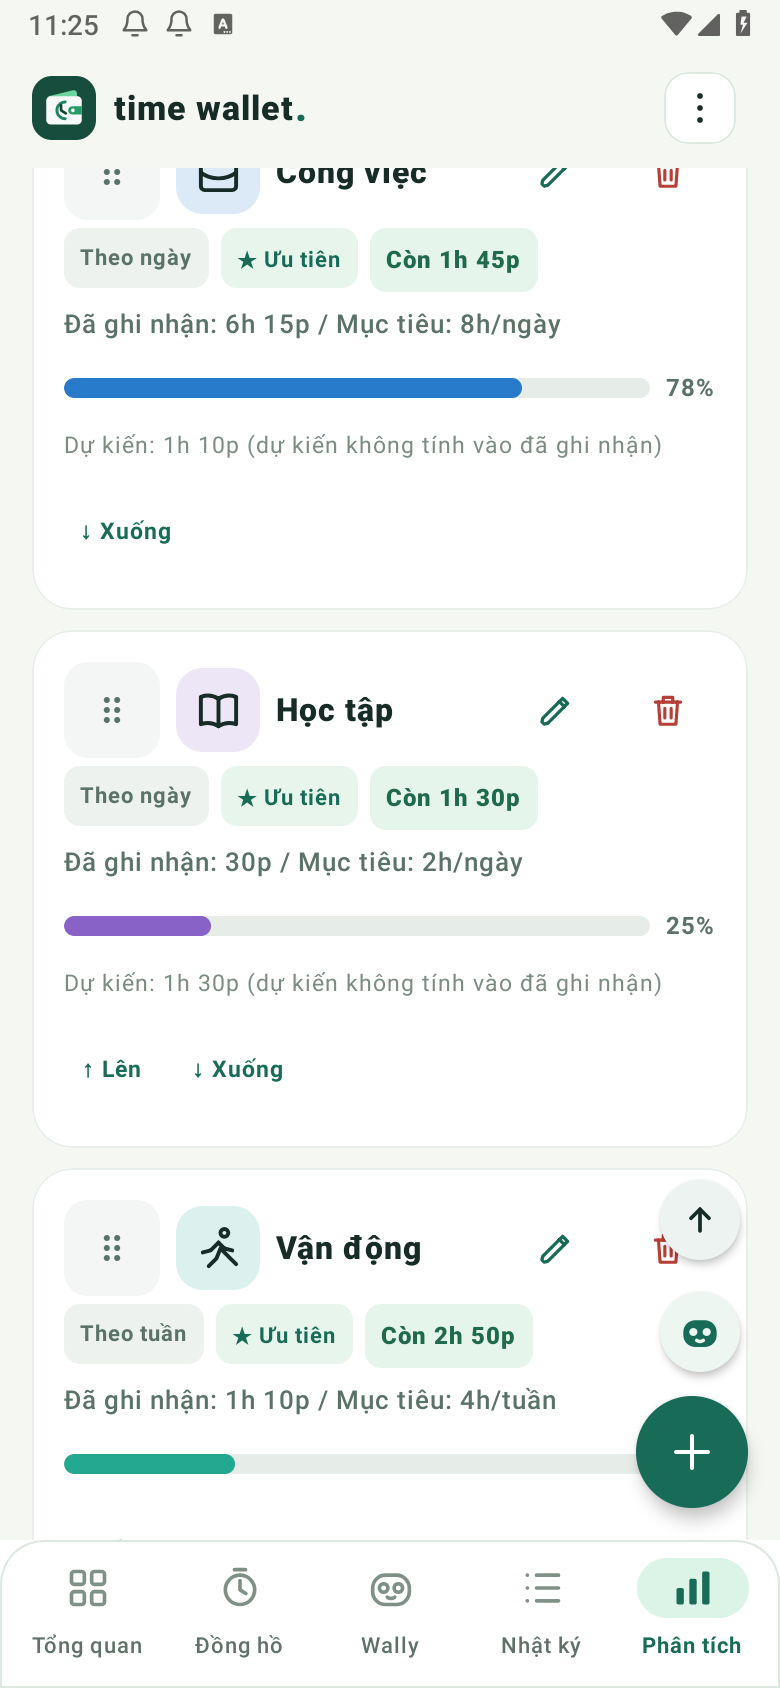 11:25
time wallet.
Công việc
Theo ngày
★ Ưu tiên
Còn 1h 45p
Đã ghi nhận: 6h 15p / Mục tiêu: 8h/ngày
78%
Dự kiến: 1h 10p (dự kiến không tính vào đã ghi nhận)
↓ Xuống
Học tập
Theo ngày
★ Ưu tiên
Còn 1h 30p
Đã ghi nhận: 30p / Mục tiêu: 2h/ngày
25%
Dự kiến: 1h 30p (dự kiến không tính vào đã ghi nhận)
↑ Lên
↓ Xuống
Vận động
Theo tuần
★ Ưu tiên
Còn 2h 50p
Đã ghi nhận: 1h 10p / Mục tiêu: 4h/tuần
Tổng quan
Đồng hồ
Wally
Nhật ký
Phân tích